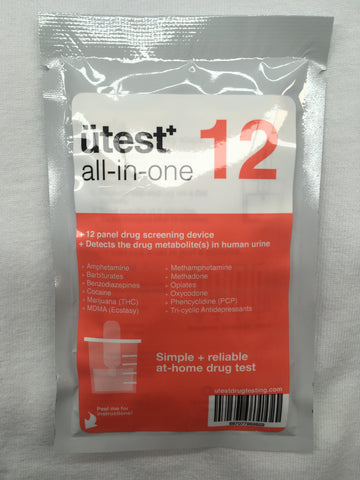 ütest+
all-in-one
12
+ 12 panel drug screening device
+ Detects the drug metabolite(s) in human urine
- Amphetamine
- Barbiturates
- Benzodiazepines
- Cocaine
- Marijuana (THC)
- MDMA (Ecstasy)
- Methamphetamine
- Methadone
- Opiates
- Oxycodone
- Phencyclidine (PCP)
- Tri-cyclic Antidepressants
Simple + reliable
at-home drug test
Peel me for
instructions!
utestdrugtesting.com